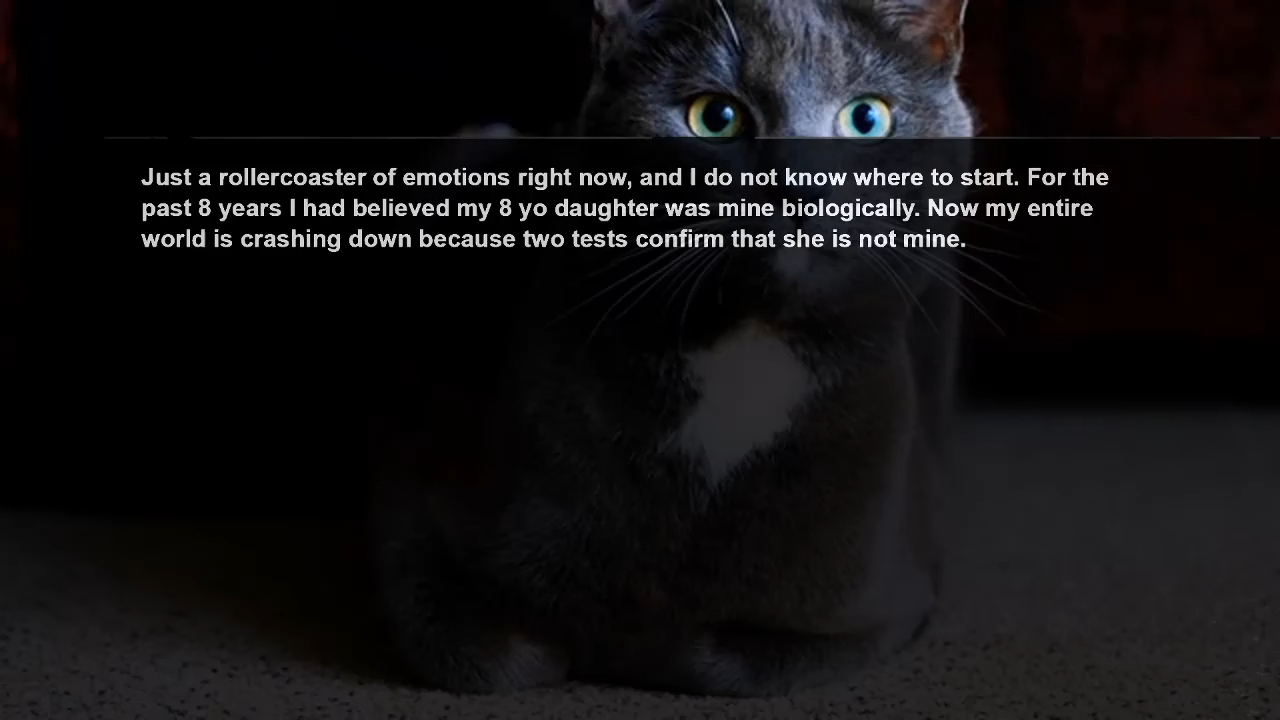 Just a rollercoaster of emotions right now, and I do not know where to start. For the
past 8 years I had believed my 8 yo daughter was mine biologically. Now my entire
world is crashing down because two tests confirm that she is not mine.